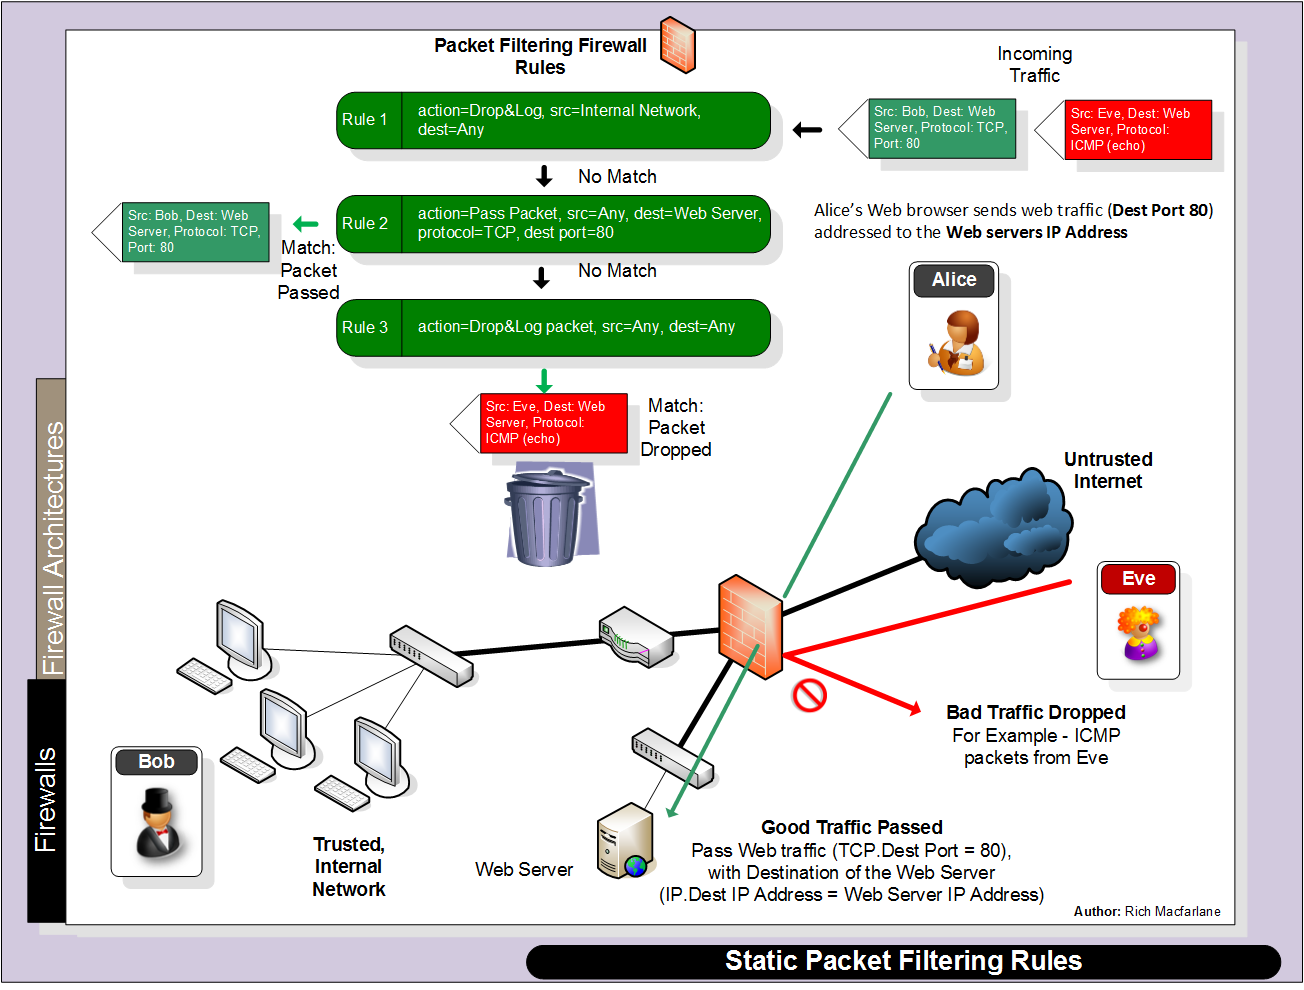 Packet Filtering Firewall
Rules
Incoming
Traffic
Rule 1
action=Drop&Log, src=Internal Network,
dest=Any
Src: Bob, Dest: Web
Server, Protocol: TCP,
Port: 80
Src: Eve, Dest: Web
Server, Protocol:
ICMP (echo)
No Match
Rule 2
action=Pass Packet, src=Any, dest=Web Server,
protocol=TCP, dest port=80
Src: Bob, Dest: Web
Server, Protocol: TCP,
Port: 80
Match:
Packet
Passed
Alice's Web browser sends web traffic (Dest Port 80)
addressed to the Web servers IP Address
No Match
Rule 3
action=Drop&Log packet, src=Any, dest=Any
Alice
Src: Eve, Dest: Web
Server, Protocol:
ICMP (echo)
Match:
Packet
Dropped
Untrusted
Internet
Eve
Bad Traffic Dropped
For Example - ICMP
packets from Eve
Bob
Trusted,
Internal
Network
Web Server
Good Traffic Passed
Pass Web traffic (TCP.Dest Port = 80),
with Destination of the Web Server
(IP.Dest IP Address = Web Server IP Address)
Author: Rich Macfarlane
Firewall Architectures
Firewalls
Static Packet Filtering Rules